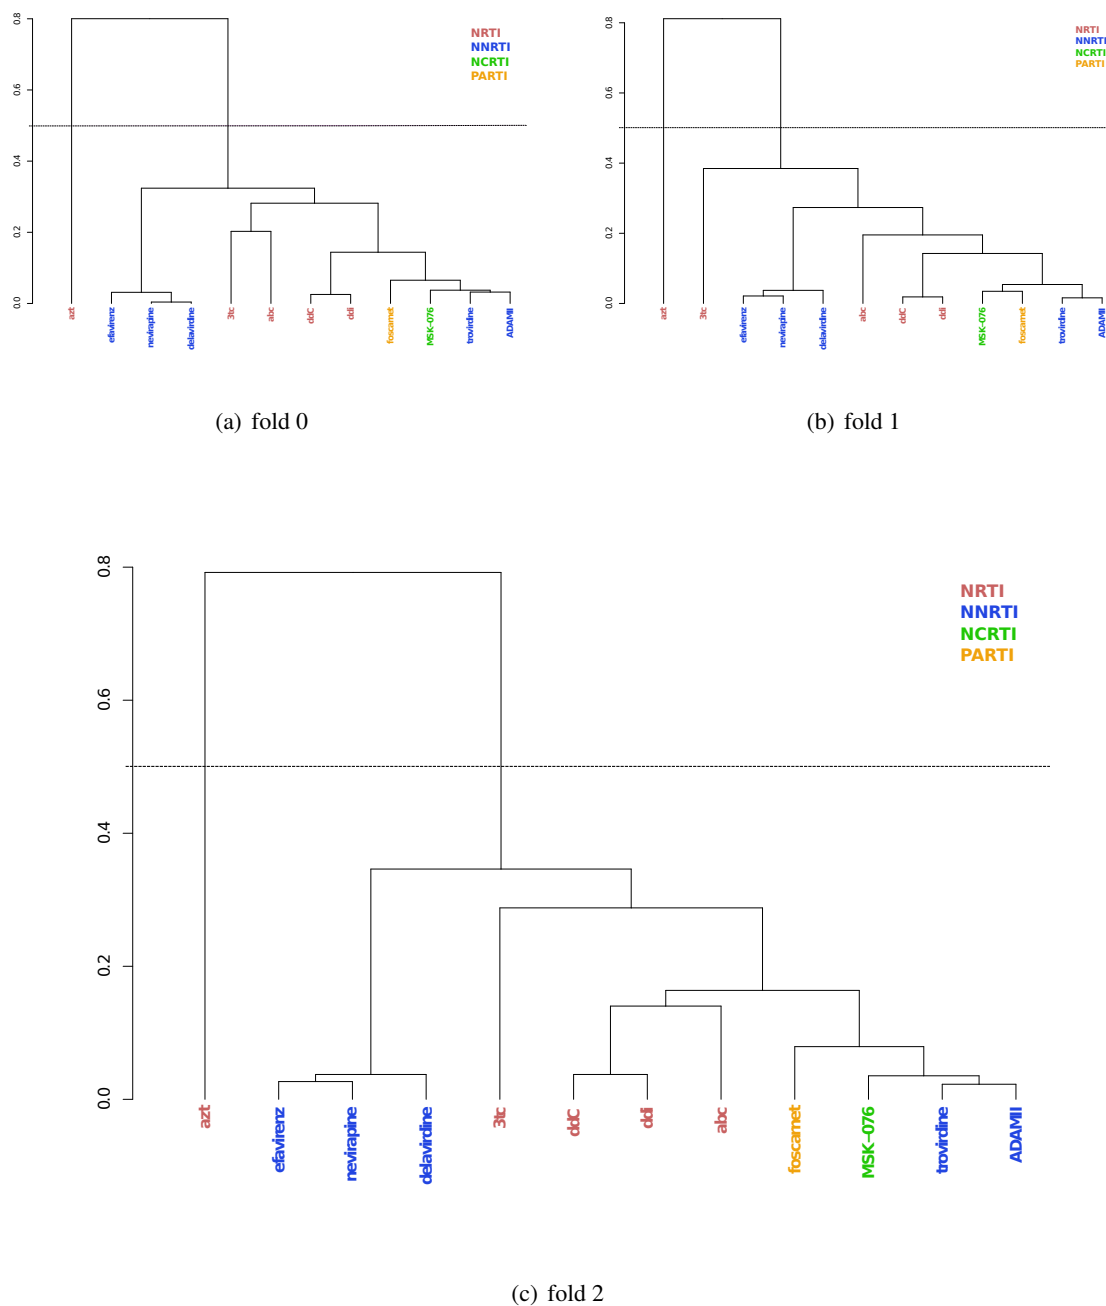 0.8
0.6
0.4
0.2
0.0
NRTI
NNRTI
NCRTI
PARTI
azt
efavirenz
nevirapine
delavirdine
3tc
abc
ddC
ddi
foscarnet
MSK-076
trovirdine
ADAMII
(a) fold 0
0.8
0.6
0.4
0.2
0.0
NRTI
NNRTI
NCRTI
PARTI
azt
3tc
efavirenz
nevirapine
delavirdine
abc
ddC
ddi
MSK-076
foscarnet
trovirdine
ADAMII
(b) fold 1
0.8
0.6
0.4
0.2
0.0
NRTI
NNRTI
NCRTI
PARTI
azt
efavirenz
nevirapine
delavirdine
3tc
ddC
ddi
abc
foscarnet
MSK-076
trovirdine
ADAMII
(c) fold 2